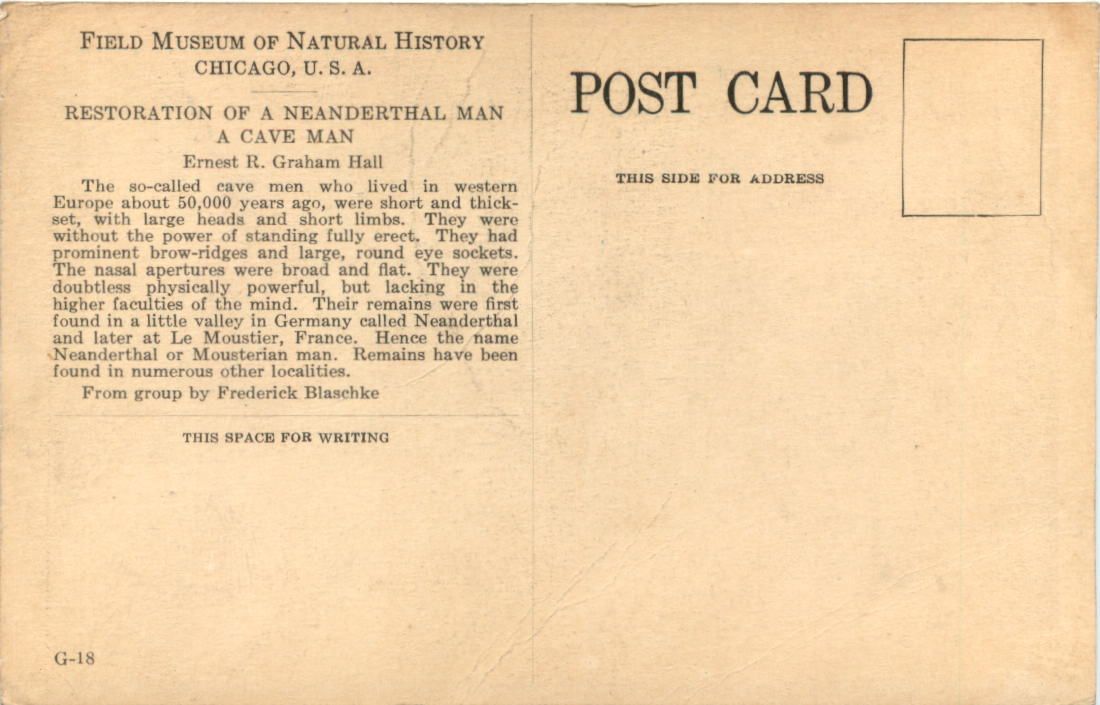 FIELD MUSEUM OF NATURAL HISTORY
CHICAGO, U. S. A.
RESTORATION OF A NEANDERTHAL MAN
A CAVE MAN
Ernest R. Graham Hall
The so-called cave men who lived in western
Europe about 50,000 years ago, were short and thick-
set, with large heads and short limbs. They were
without the power of standing fully erect. They had
prominent brow-ridges and large, round eye sockets.
The nasal apertures were broad and flat. They were
doubtless physically powerful, but lacking in the
higher faculties of the mind. Their remains were first
found in a little valley in Germany called Neanderthal
and later at Le Moustier, France. Hence the name
Neanderthal or Mousterian man. Remains have been
found in numerous other localities.
From group by Frederick Blaschke
THIS SPACE FOR WRITING
G-18
POST CARD
THIS SIDE FOR ADDRESS